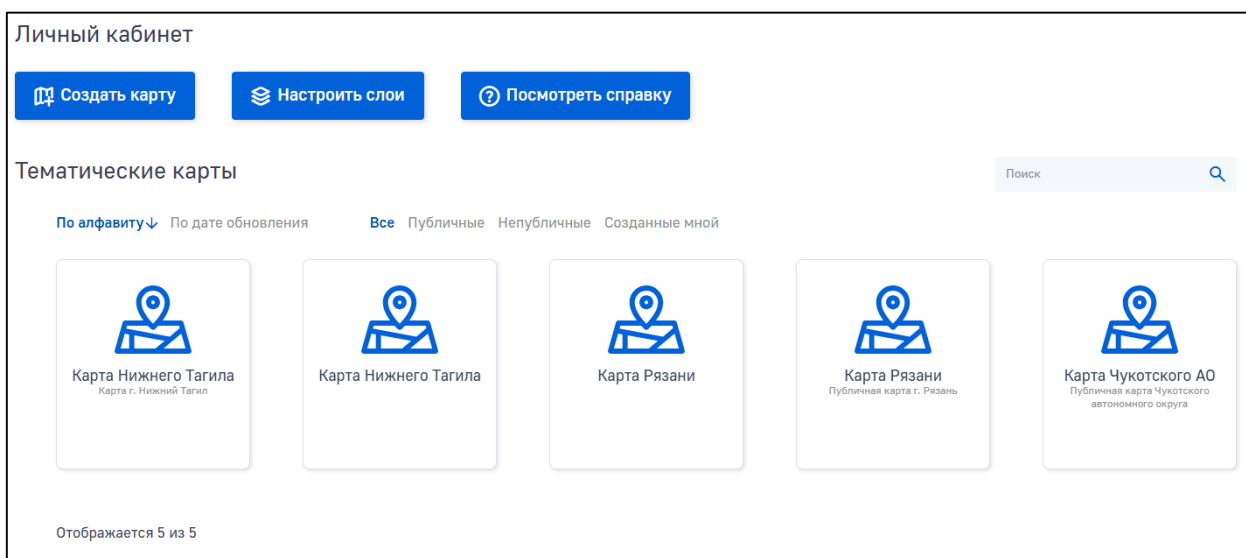 Личный кабинет
Создать карту
Настроить слои
Посмотреть справку
Тематические карты
Поиск
По алфавиту По дате обновления
Все Публичные Непубличные Созданные мной
Карта Нижнего Тагила
Карта г. Нижний Тагил
Карта Нижнего Тагила
Карта Рязани
Карта Рязани
Публичная карта г. Рязань
Карта Чукотского АО
Публичная карта Чукотского
автономного округа
Отображается 5 из 5